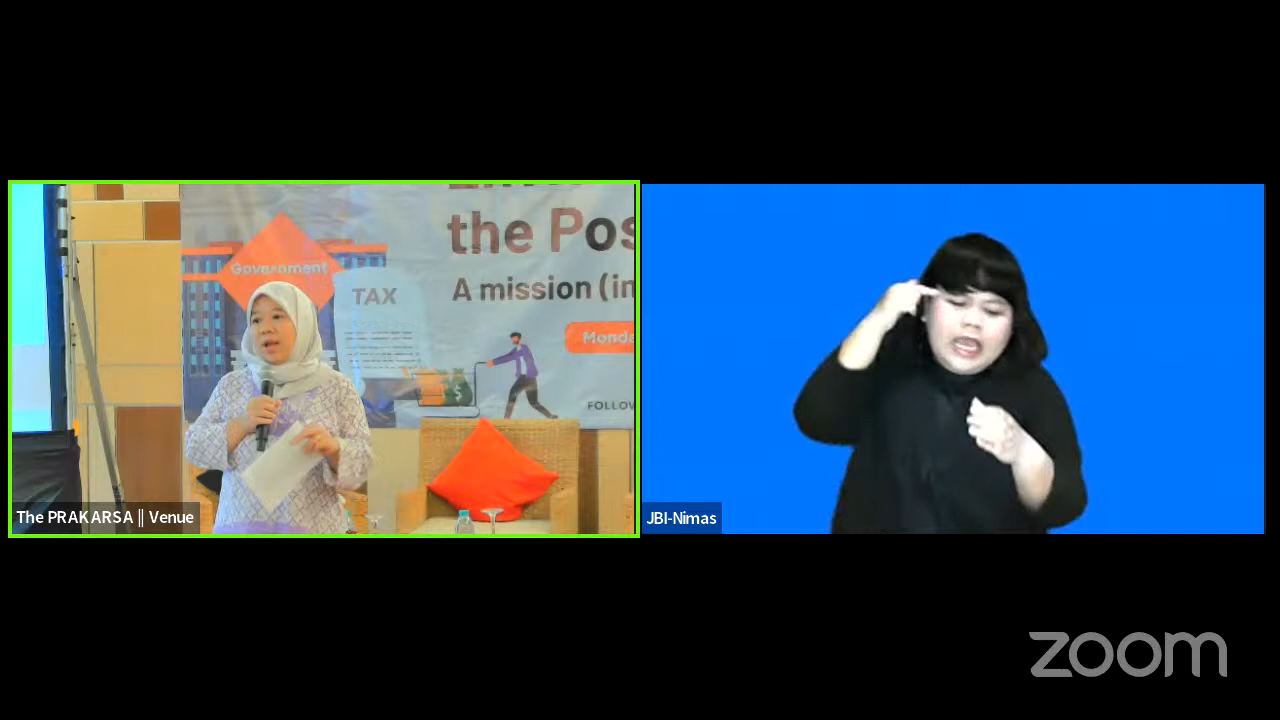 the Pos
A mission (in
Government
TAX
Monda
FOLLOW
The PRAKARSA || Venue
JBI-Nimas
zoom